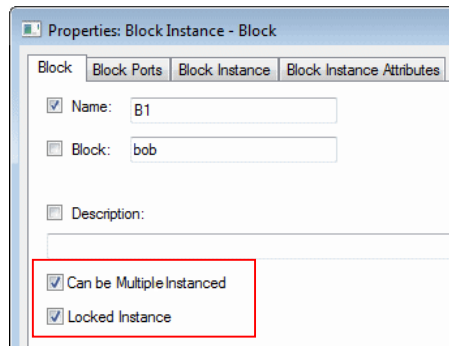 Properties: Block Instance - Block
Block Block Ports Block Instance Block Instance Attributes
Name: B1
Block: bob
Description:
Can be Multiple Instanced
Locked Instance